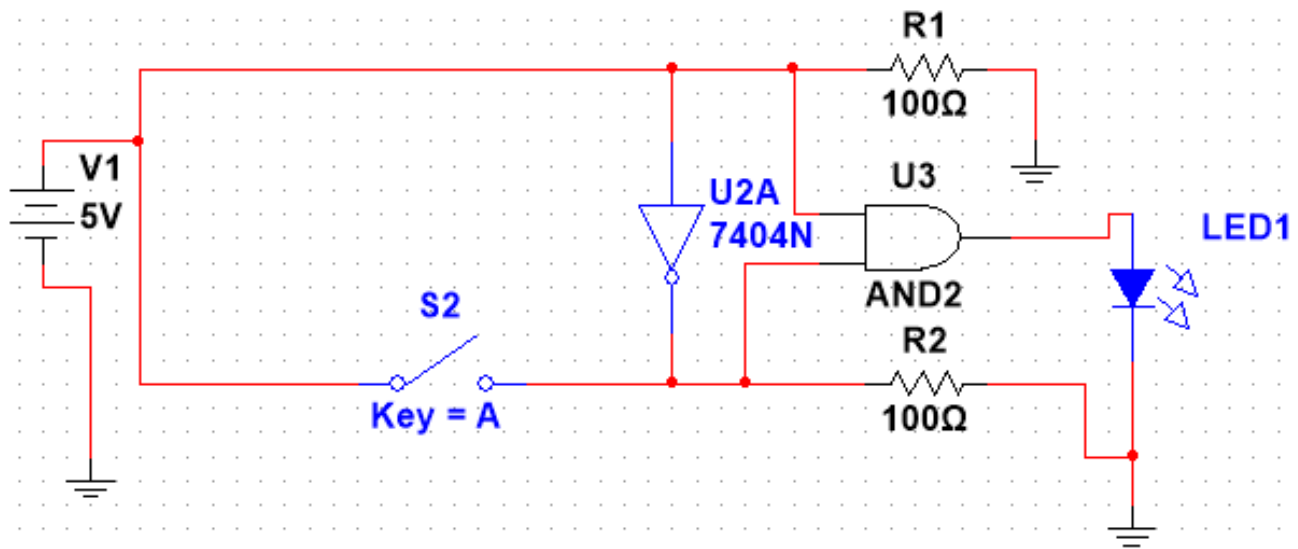 R1
100Ω
V1
5V
U2A
7404N
U3
AND2
LED1
S2
Key = A
R2
100Ω